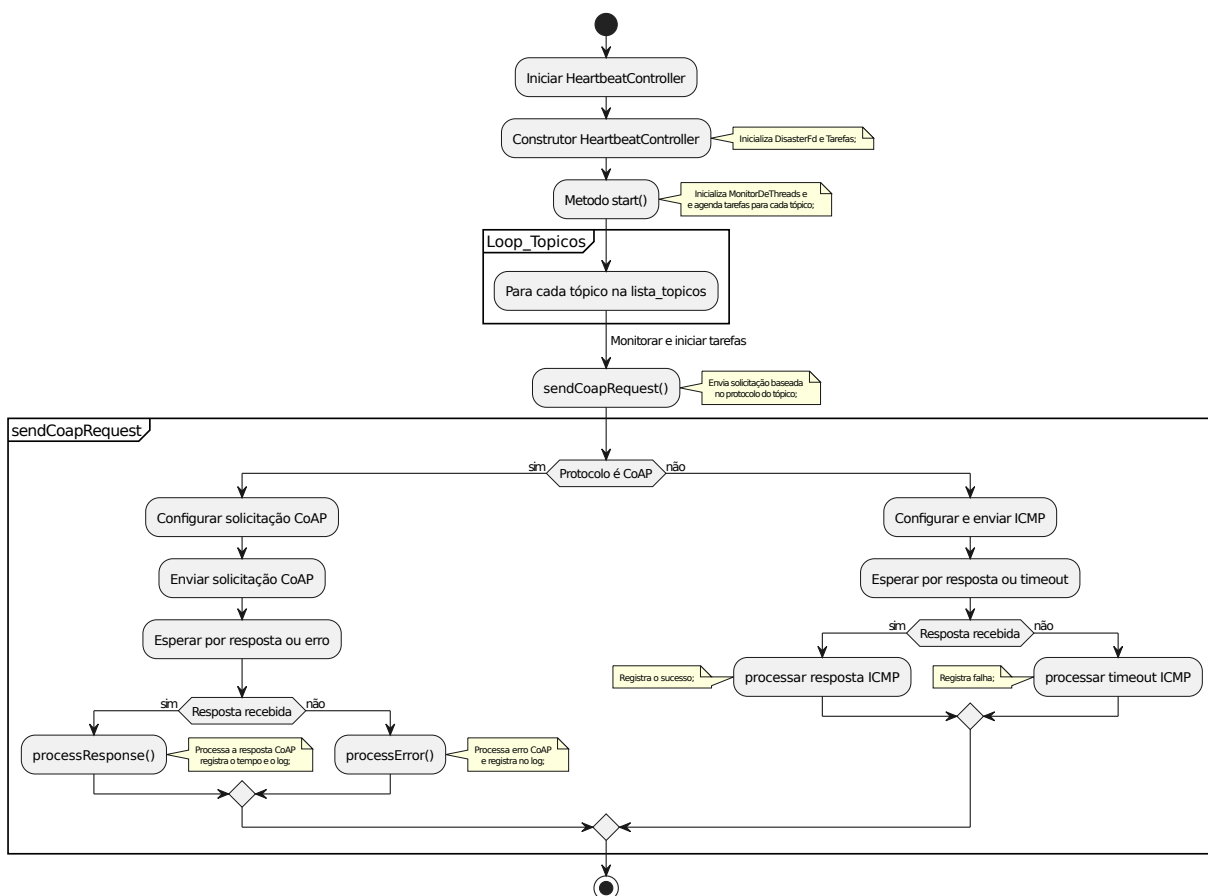 Iniciar HeartbeatController
Construtor HeartbeatController
Inicializa DisasterFd e Tarefas;
Metodo start()
Inicializa MonitorDeThreads e
e agenda tarefas para cada tópico;
Loop_Topicos
Para cada tópico na lista_topicos
Monitorar e iniciar tarefas
sendCoapRequest()
Envia solicitação baseada
no protocolo do tópico;
sendCoapRequest
sim
Protocolo é CoAP
não
Configurar solicitação CoAP
Enviar solicitação CoAP
Esperar por resposta ou erro
sim
Resposta recebida
não
processResponse()
Processa a resposta CoAP
registra o tempo e o log;
processError()
Processa erro CoAP
e registra no log;
Configurar e enviar ICMP
Esperar por resposta ou timeout
sim
Resposta recebida
não
Registra o sucesso;
processar resposta ICMP
Registra falha;
processar timeout ICMP